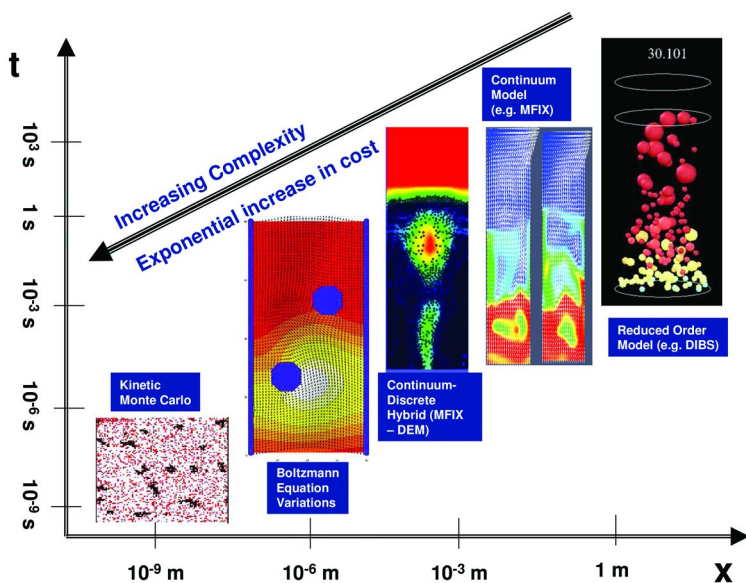 t
10³ s
1 s
10⁻³ s
10⁻⁶ s
10⁻⁹ s
Increasing Complexity
Exponential increase in cost
Continuum
Model
(e.g. MFIX)
30.101
Reduced Order
Model (e.g. DIBS)
Kinetic
Monte Carlo
Continuum-
Discrete
Hybrid (MFIX
– DEM)
Boltzmann
Equation
Variations
10⁻⁹ m
10⁻⁶ m
10⁻³ m
1 m
x